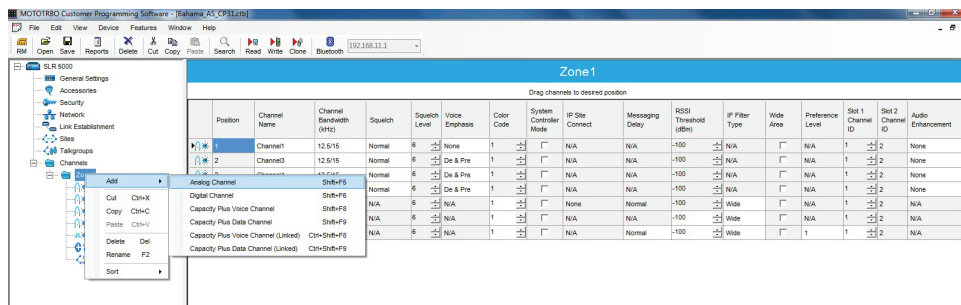 MOTOTRBO Customer Programming Software - [Bahama_AS_CP31.ctb]
File Edit View Device Features Window Help
RM Open Save Reports Delete Cut Copy Paste Search Read Write Clone Bluetooth 192.168.11.1
SLR 5000
General Settings
Accessories
Security
Network
Link Establishment
Sites
Talkgroups
Channels
Zone1
Drag channels to desired position
Position Channel Name Channel Bandwidth (kHz) Squelch Squelch Level Voice Emphasis Color Code System Controller Mode IP Site Connect Messaging Delay RSSI Threshold (dBm) IF Filter Type Wide Area Preference Level Slot 1 Channel ID Slot 2 Channel ID Audio Enhancement
1 Channel1 12.5/15 Normal 6 None 1 N/A N/A -100 N/A N/A 1 2 None
2 Channel3 12.5/15 Normal 6 De & Pre 1 N/A N/A -100 N/A N/A 1 2 None
Normal 6 De & Pre 1 N/A N/A -100 N/A N/A 1 2 None
Normal 6 De & Pre 1 N/A N/A -100 N/A N/A 1 2 None
N/A 6 N/A 1 None Normal -100 Wide N/A 1 2 N/A
N/A 6 N/A 1 N/A N/A -100 Wide N/A 1 2 N/A
N/A 6 N/A 1 N/A Normal -100 Wide 1 1 2 N/A
Add
Cut Ctrl+X
Copy Ctrl+C
Paste Ctrl+V
Delete Del
Rename F2
Sort
Analog Channel Shift+F5
Digital Channel Shift+F6
Capacity Plus Voice Channel Shift+F8
Capacity Plus Data Channel Shift+F9
Capacity Plus Voice Channel (Linked) Ctrl+Shift+F8
Capacity Plus Data Channel (Linked) Ctrl+Shift+F9